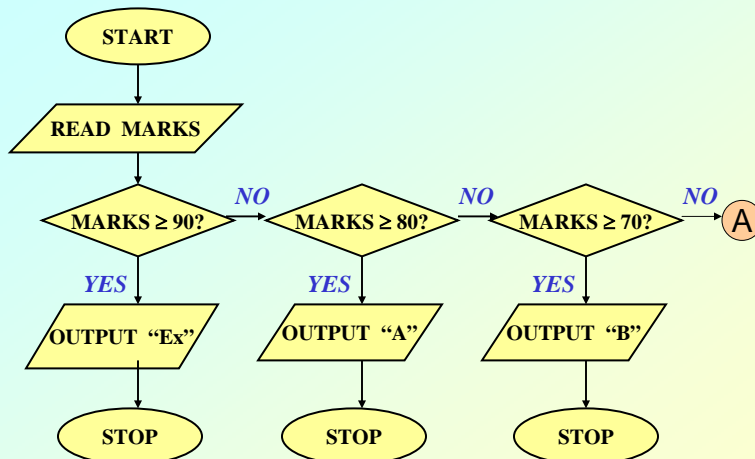 START
READ MARKS
NO
NO
NO
MARKS ≥ 90?
MARKS ≥ 80?
MARKS ≥ 70?
A
YES
YES
YES
OUTPUT “Ex”
OUTPUT “A”
OUTPUT “B”
STOP
STOP
STOP